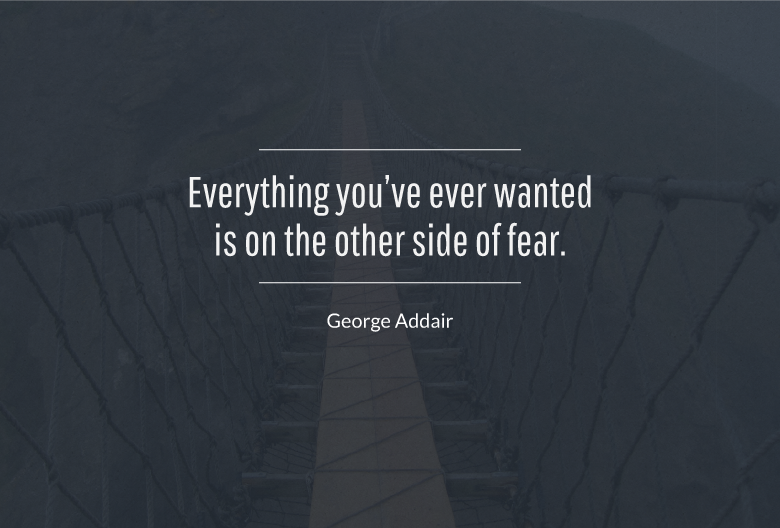 Everything you’ve ever wanted
is on the other side of fear.
George Addair